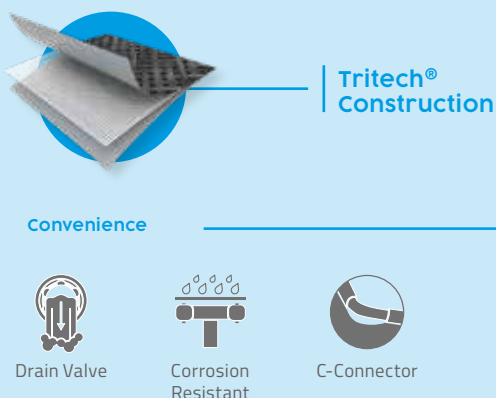 Tritech®
Construction
Convenience
Drain Valve
Corrosion
Resistant
C-Connector